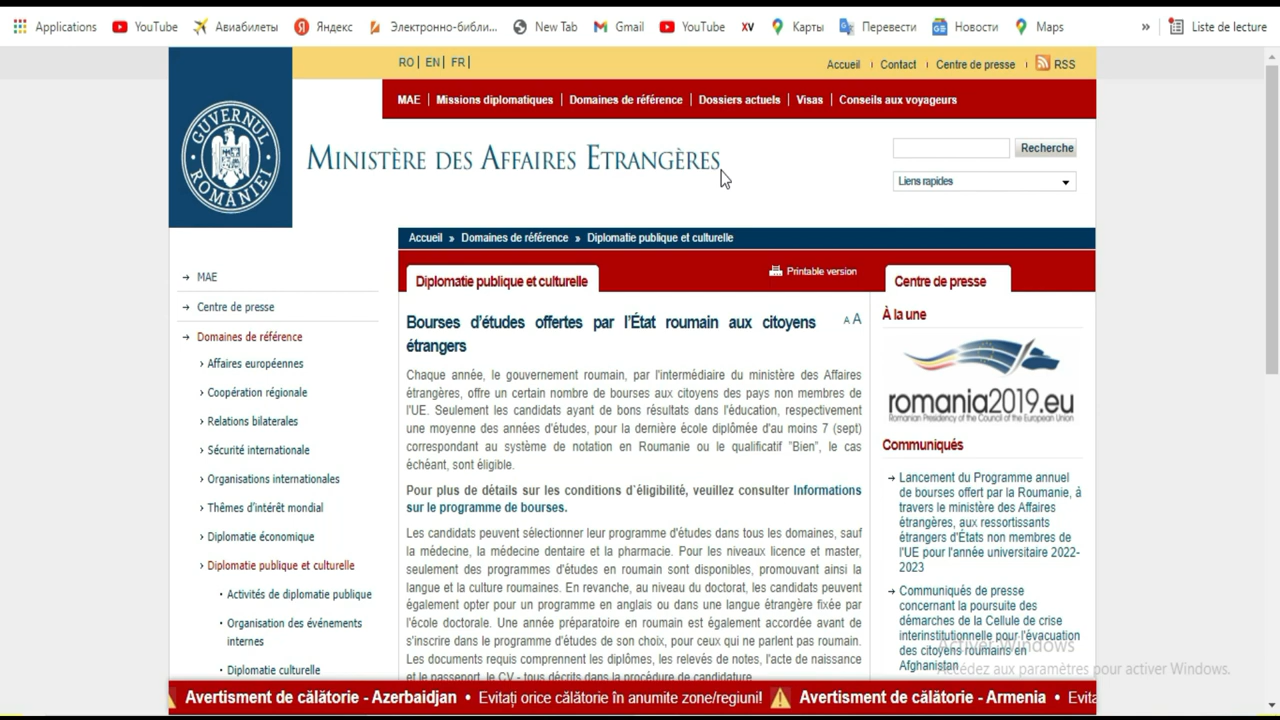 Applications YouTube Авиабилеты Яндекс Электронно-библи... New Tab Gmail YouTube XV Карты Перевести Новости Maps » Liste de lecture
RO | EN | FR |
Accueil Contact Centre de presse RSS
MAE | Missions diplomatiques | Domaines de référence | Dossiers actuels | Visas | Conseils aux voyageurs
GUVERNUL ROMÂNIEI
MINISTÈRE DES AFFAIRES ETRANGÈRES
Recherche
Liens rapides
Accueil » Domaines de référence » Diplomatie publique et culturelle
MAE
Centre de presse
Domaines de référence
Affaires européennes
Coopération régionale
Relations bilaterales
Sécurité internationale
Organisations internationales
Thèmes d'intérêt mondial
Diplomatie économique
Diplomatie publique et culturelle
Activités de diplomatie publique
Organisation des événements
internes
Diplomatie culturelle
Diplomatie publique et culturelle
Printable version
Bourses d'études offertes par l'État roumain aux citoyens
étrangers
A A
Chaque année, le gouvernement roumain, par l'intermédiaire du ministère des Affaires
étrangères, offre un certain nombre de bourses aux citoyens des pays non membres de
l'UE. Seulement les candidats ayant de bons résultats dans l'éducation, respectivement
une moyenne des années d'études, pour la dernière école diplômée d'au moins 7 (sept)
correspondant au système de notation en Roumanie ou le qualificatif "Bien", le cas
échéant, sont éligible.
Pour plus de détails sur les conditions d`éligibilité, veuillez consulter Informations
sur le programme de bourses.
Les candidats peuvent sélectionner leur programme d'études dans tous les domaines, sauf
la médecine, la médecine dentaire et la pharmacie. Pour les niveaux licence et master,
seulement des programmes d'études en roumain sont disponibles, promouvant ainsi la
langue et la culture roumaines. En revanche, au niveau du doctorat, les candidats peuvent
également opter pour un programme en anglais ou dans une langue étrangère fixée par
l'école doctorale. Une année préparatoire en roumain est également accordée avant de
s'inscrire dans le programme d'études de son choix, pour ceux qui ne parlent pas roumain.
Les documents requis comprennent les diplômes, les relevés de notes, l'acte de naissance
et le passeport, le CV - tous décrits dans la procédure de candidature.
Centre de presse
À la une
romania2019.eu
Romanian Presidency of the Council of the European Union
Communiqués
Lancement du Programme annuel
de bourses offert par la Roumanie, à
travers le ministère des Affaires
étrangères, aux ressortissants
étrangers d'États non membres de
l'UE pour l'année universitaire 2022-
2023
Communiqués de presse
concernant la poursuite des
démarches de la Cellule de crise
interinstitutionnelle pour l'évacuation
des citoyens roumains en
Afghanistan
Activer Windows
Accédez aux paramètres pour activer Windows.
Avertisment de călătorie - Azerbaidjan • Evitați orice călătorie în anumite zone/regiuni! Avertisment de călătorie - Armenia • Evita